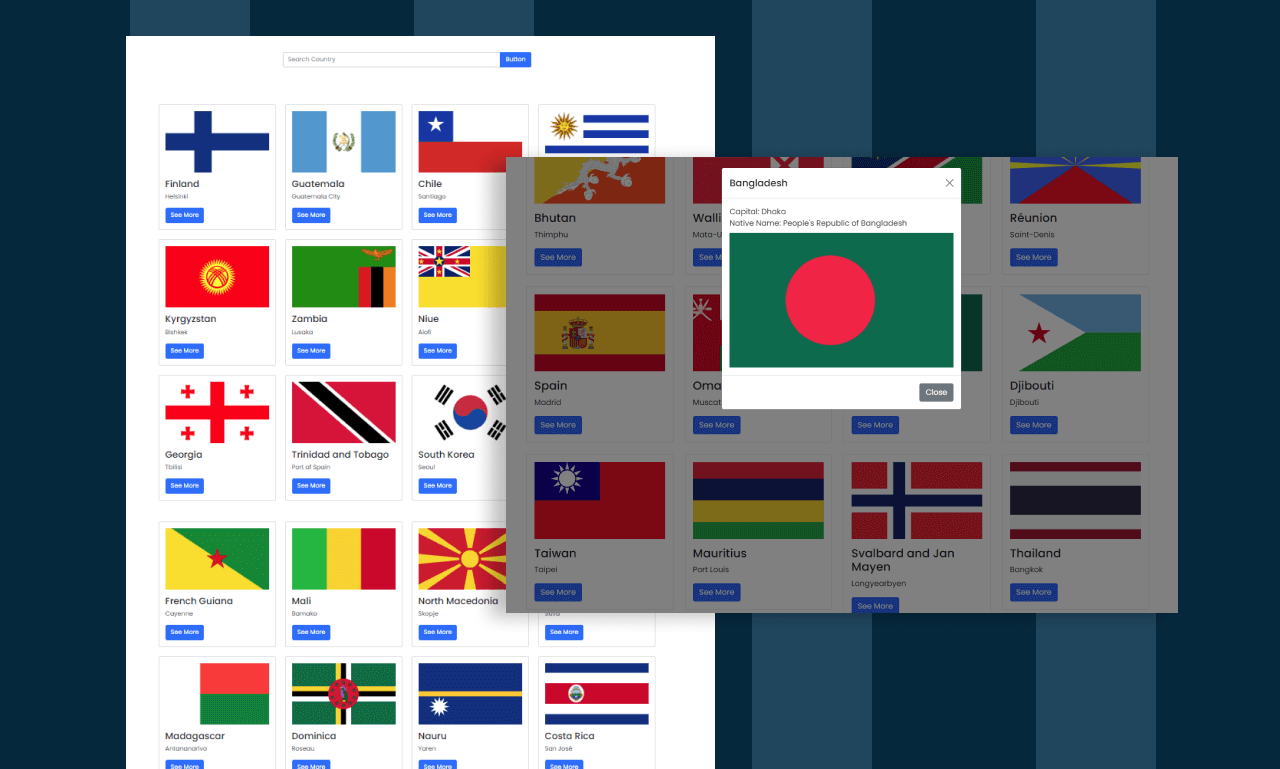 Search Country
Button
Finland
Helsinki
See More
Guatemala
Guatemala City
See More
Chile
Santiago
See More
Kyrgyzstan
Bishkek
See More
Zambia
Lusaka
See More
Niue
Alofi
See More
Georgia
Tbilisi
See More
Trinidad and Tobago
Port of Spain
See More
South Korea
Seoul
See More
French Guiana
Cayenne
See More
Mali
Bamako
See More
North Macedonia
Skopje
See More
See More
Madagascar
Antananarivo
See More
Dominica
Roseau
See More
Nauru
Yaren
See More
Costa Rica
San José
See More
Bangladesh
Capital: Dhaka
Native Name: People's Republic of Bangladesh
Close
Bhutan
Thimphu
See More
Walli
Mata-U
See M
Réunion
Saint-Denis
See More
Spain
Madrid
See More
Oma
Muscat
See More
See More
Djibouti
Djibouti
See More
Taiwan
Taipei
See More
Mauritius
Port Louis
See More
Svalbard and Jan
Mayen
Longyearbyen
See More
Thailand
Bangkok
See More